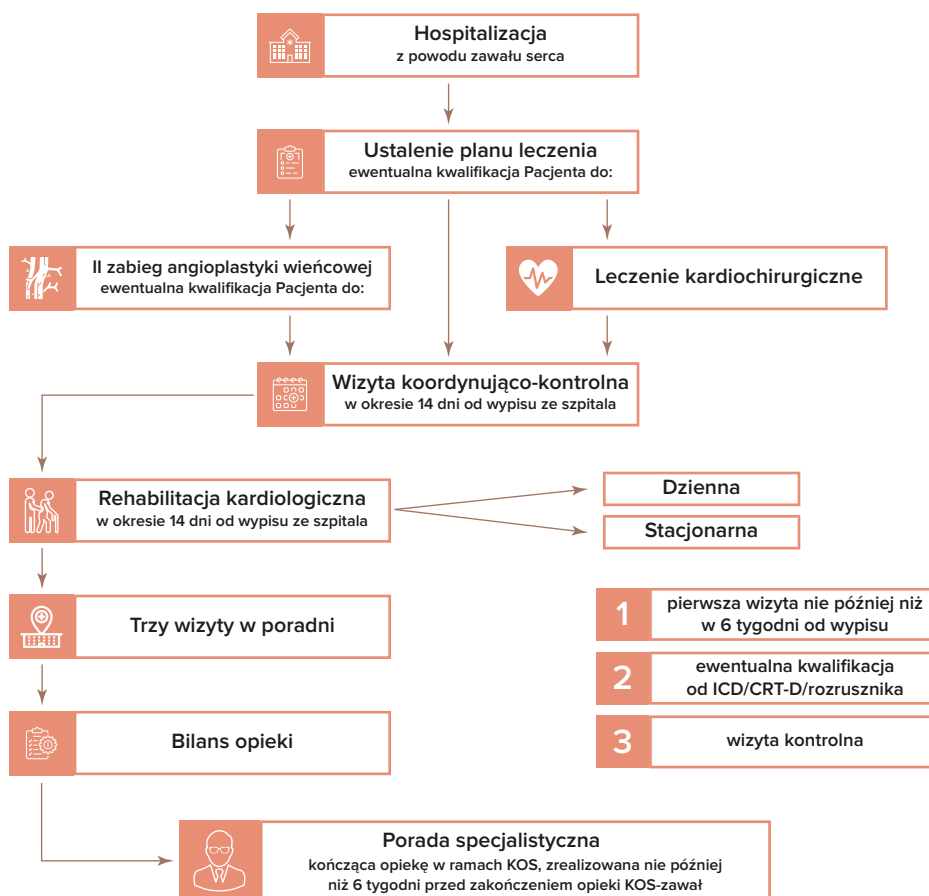 Hospitalizacja
z powodu zawału serca
Ustalenie planu leczenia
ewentualna kwalifikacja Pacjenta do:
II zabieg angioplastyki wieńcowej
ewentualna kwalifikacja Pacjenta do:
Leczenie kardiochirurgiczne
Wizyta koordynująco-kontrolna
w okresie 14 dni od wypisu ze szpitala
Rehabilitacja kardiologiczna
w okresie 14 dni od wypisu ze szpitala
Dzienna
Stacjonarna
Trzy wizyty w poradni
1
pierwsza wizyta nie później niż
w 6 tygodni od wypisu
2
ewentualna kwalifikacja
od ICD/CRT-D/rozrusznika
3
wizyta kontrolna
Bilans opieki
Porada specjalistyczna
kończąca opiekę w ramach KOS, zrealizowana nie później
niż 6 tygodni przed zakończeniem opieki KOS-zawał